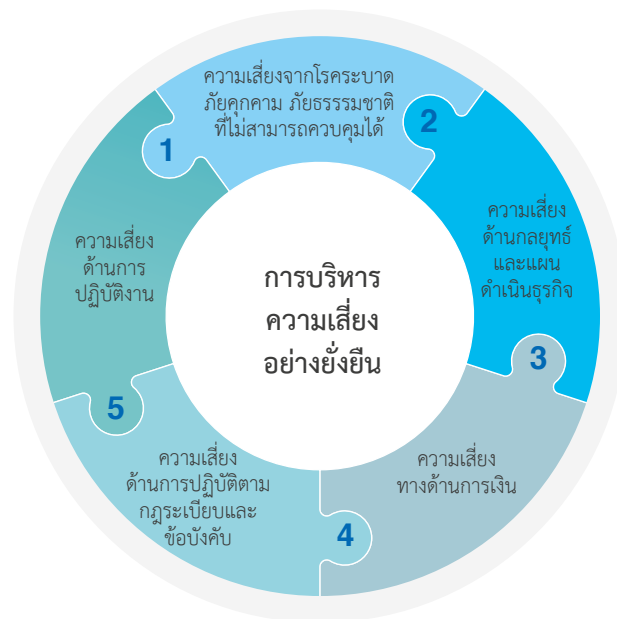 ความเสี่ยงจากโรคระบาด
ภัยคุกคาม ภัยธรรรมชาติ
ที่ไม่สามารถควบคุมได้
1
2
ความเสี่ยง
ด้านกลยุทธ์
และแผน
ดำเนินธุรกิจ
3
ความเสี่ยง
ทางด้านการเงิน
4
ความเสี่ยง
ด้านการปฏิบัติตาม
กฎระเบียบและ
ข้อบังคับ
5
ความเสี่ยง
ด้านการ
ปฏิบัติงาน
การบริหาร
ความเสี่ยง
อย่างยั่งยืน